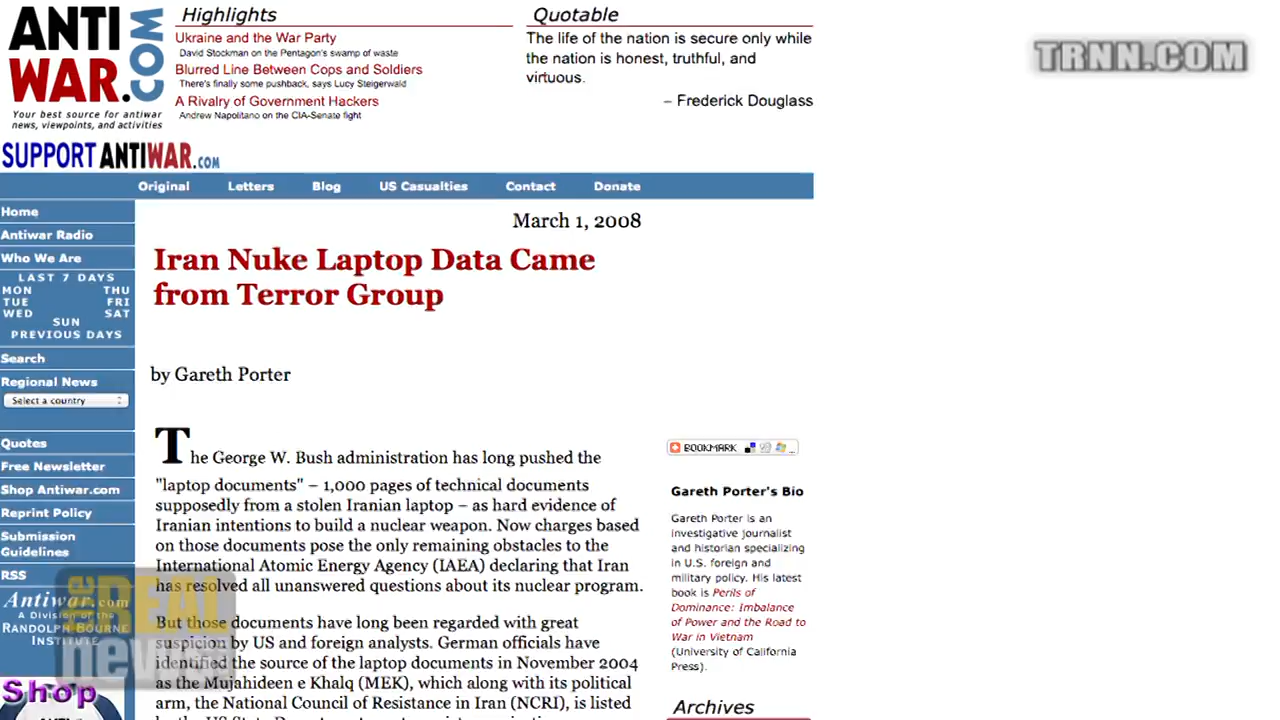 ANTI
WAR.COM
Your best source for antiwar
news, viewpoints, and activities
Highlights
Ukraine and the War Party
David Stockman on the Pentagon's swamp of waste
Blurred Line Between Cops and Soldiers
There's finally some pushback, says Lucy Steigerwald
A Rivalry of Government Hackers
Andrew Napolitano on the CIA-Senate fight
Quotable
The life of the nation is secure only while
the nation is honest, truthful, and
virtuous.
– Frederick Douglass
TRNN.COM
SUPPORT ANTIWAR.COM
Original Letters Blog US Casualties Contact Donate
Home
Antiwar Radio
Who We Are
LAST 7 DAYS
MON THU
TUE FRI
WED SAT
SUN
PREVIOUS DAYS
Search
Regional News
Select a country
Quotes
Free Newsletter
Shop Antiwar.com
Reprint Policy
Submission
Guidelines
RSS
Antiwar.com
A Division of the
RANDOLPH BOURNE
INSTITUTE
the REAL
news
Shop
March 1, 2008
Iran Nuke Laptop Data Came
from Terror Group
by Gareth Porter
The George W. Bush administration has long pushed the
"laptop documents" – 1,000 pages of technical documents
supposedly from a stolen Iranian laptop – as hard evidence of
Iranian intentions to build a nuclear weapon. Now charges based
on those documents pose the only remaining obstacles to the
International Atomic Energy Agency (IAEA) declaring that Iran
has resolved all unanswered questions about its nuclear program.
But those documents have long been regarded with great
suspicion by US and foreign analysts. German officials have
identified the source of the laptop documents in November 2004
as the Mujahideen e Khalq (MEK), which along with its political
arm, the National Council of Resistance in Iran (NCRI), is listed
BOOKMARK
Gareth Porter's Bio
Gareth Porter is an
investigative journalist
and historian specializing
in U.S. foreign and
military policy. His latest
book is Perils of
Dominance: Imbalance
of Power and the Road to
War in Vietnam
(University of California
Press).
Archives